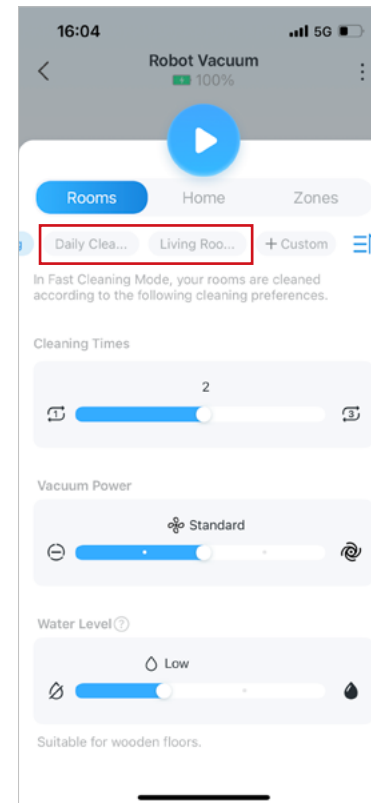 16:04
5G
Robot Vacuum
100%
Rooms Home Zones
g Daily Clea... Living Roo... + Custom
In Fast Cleaning Mode, your rooms are cleaned
according to the following cleaning preferences.
Cleaning Times
2
1 3
Vacuum Power
Standard
Water Level ?
Low
Suitable for wooden floors.